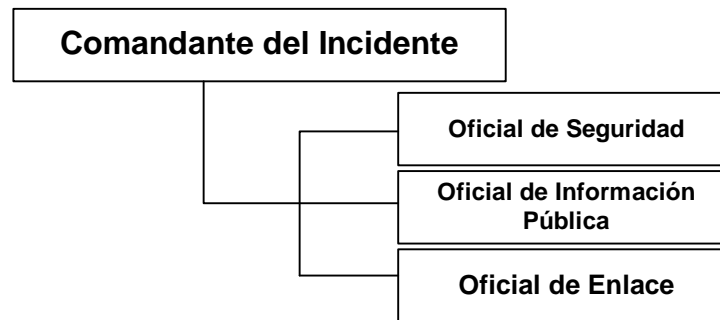 Comandante del Incidente
Oficial de Seguridad
Oficial de Información
Pública
Oficial de Enlace